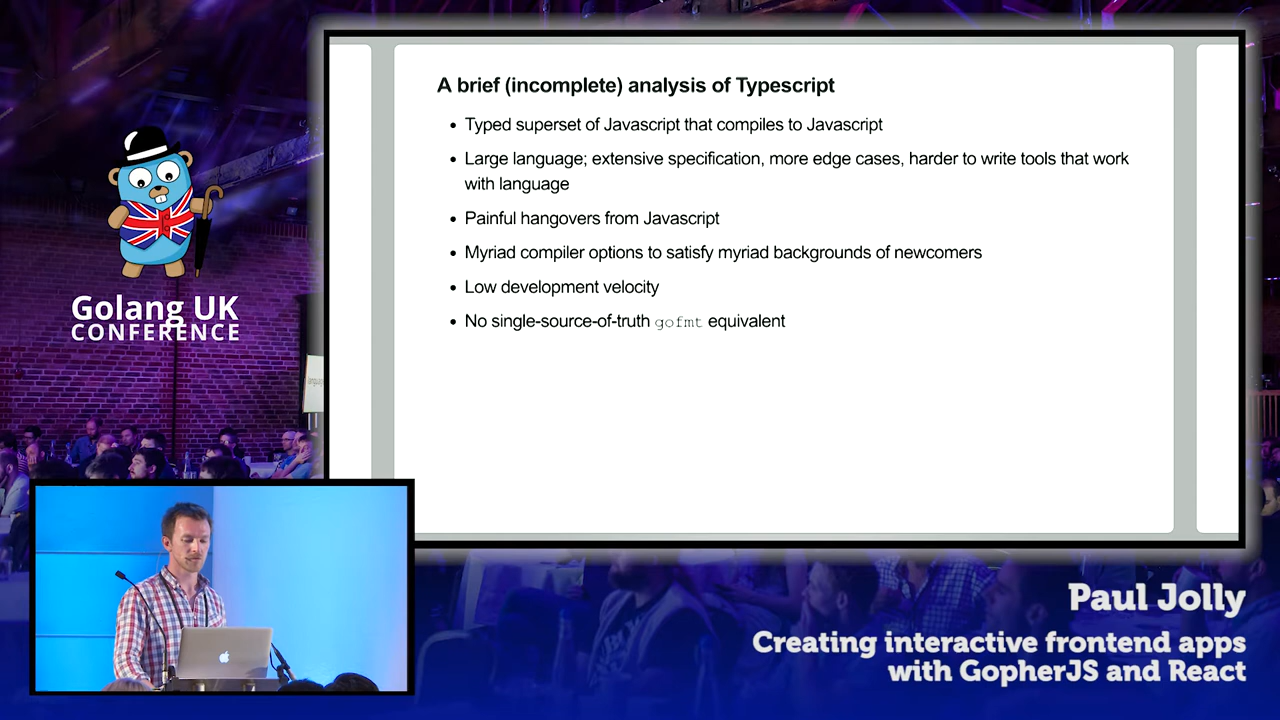 A brief (incomplete) analysis of Typescript
Typed superset of Javascript that compiles to Javascript
Large language; extensive specification, more edge cases, harder to write tools that work
with language
Painful hangovers from Javascript
Myriad compiler options to satisfy myriad backgrounds of newcomers
Low development velocity
No single-source-of-truth gofmt equivalent
Golang UK
CONFERENCE
Paul Jolly
Creating interactive frontend apps
with GopherJS and React